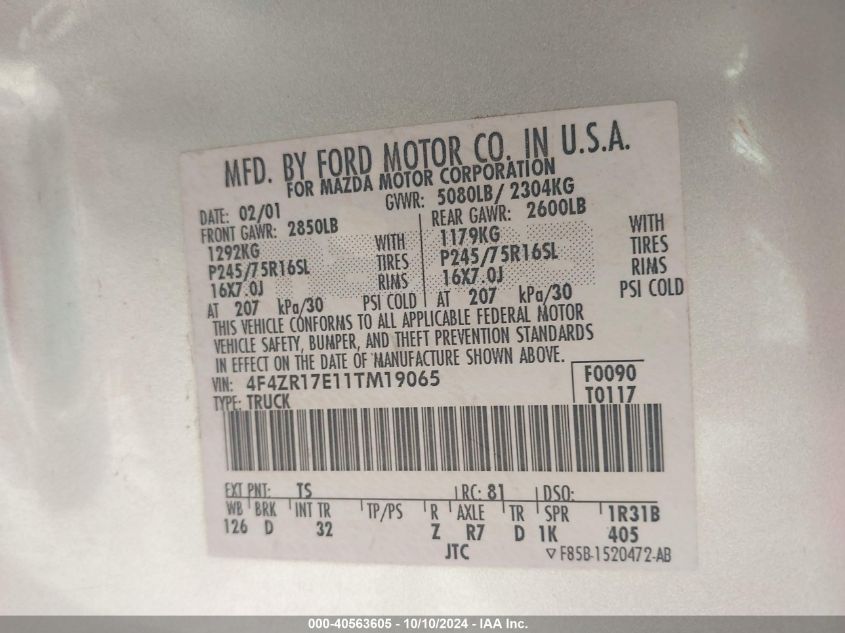 MFD. BY FORD MOTOR CO. IN U.S.A.
FOR MAZDA MOTOR CORPORATION
DATE: 02/01 GVWR: 5080LB/ 2304KG
FRONT GAWR: 2850LB REAR GAWR: 2600LB
1292KG WITH 1179KG WITH
P245/75R16SL TIRES P245/75R16SL TIRES
16X7.0J RIMS 16X7.0J RIMS
AT 207 kPa/30 PSI COLD AT 207 kPa/30 PSI COLD
THIS VEHICLE CONFORMS TO ALL APPLICABLE FEDERAL MOTOR
VEHICLE SAFETY, BUMPER, AND THEFT PREVENTION STANDARDS
IN EFFECT ON THE DATE OF MANUFACTURE SHOWN ABOVE.
VIN: 4F4ZR17E11TM19065 F0090
TYPE: TRUCK T0117
EXT PNT: TS RC: 81 DSO:
WB BRK INT TR TP/PS R AXLE TR SPR 1R31B
126 D 32 Z R7 D 1K 405
JTC F85B-1520472-AB
000-40563605 - 10/10/2024 - IAA Inc.